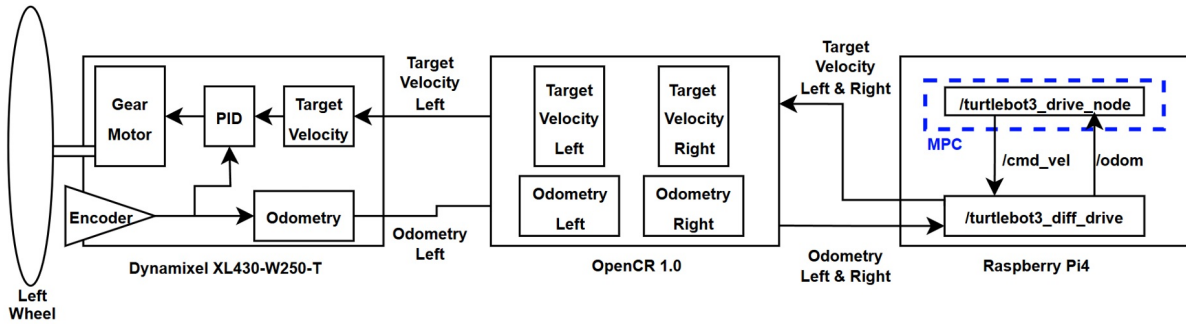 Gear
Motor
PID
Target
Velocity
Encoder
Odometry
Dynamixel XL430-W250-T
Left
Wheel
Target
Velocity
Left
Odometry
Left
Target
Velocity
Left
Target
Velocity
Right
Odometry
Left
Odometry
Right
OpenCR 1.0
Target
Velocity
Left & Right
Odometry
Left & Right
/turtlebot3_drive_node
MPC
/cmd_vel
/odom
/turtlebot3_diff_drive
Raspberry Pi4